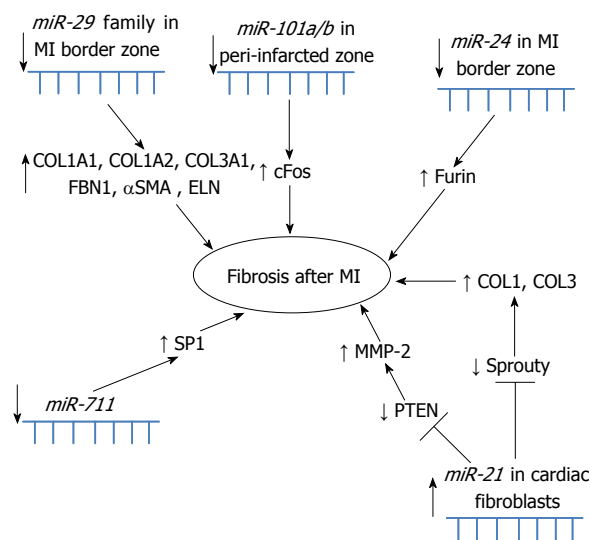 miR-29 family in
MI border zone
miR-101a/b in
peri-infarcted zone
miR-24 in MI
border zone
COL1A1, COL1A2, COL3A1,
FBN1, αSMA , ELN
↑ cFos
↑ Furin
Fibrosis after MI
↑ COL1, COL3
↑ SP1
↑ MMP-2
↓ Sprouty
miR-711
↓ PTEN
miR-21 in cardiac
fibroblasts